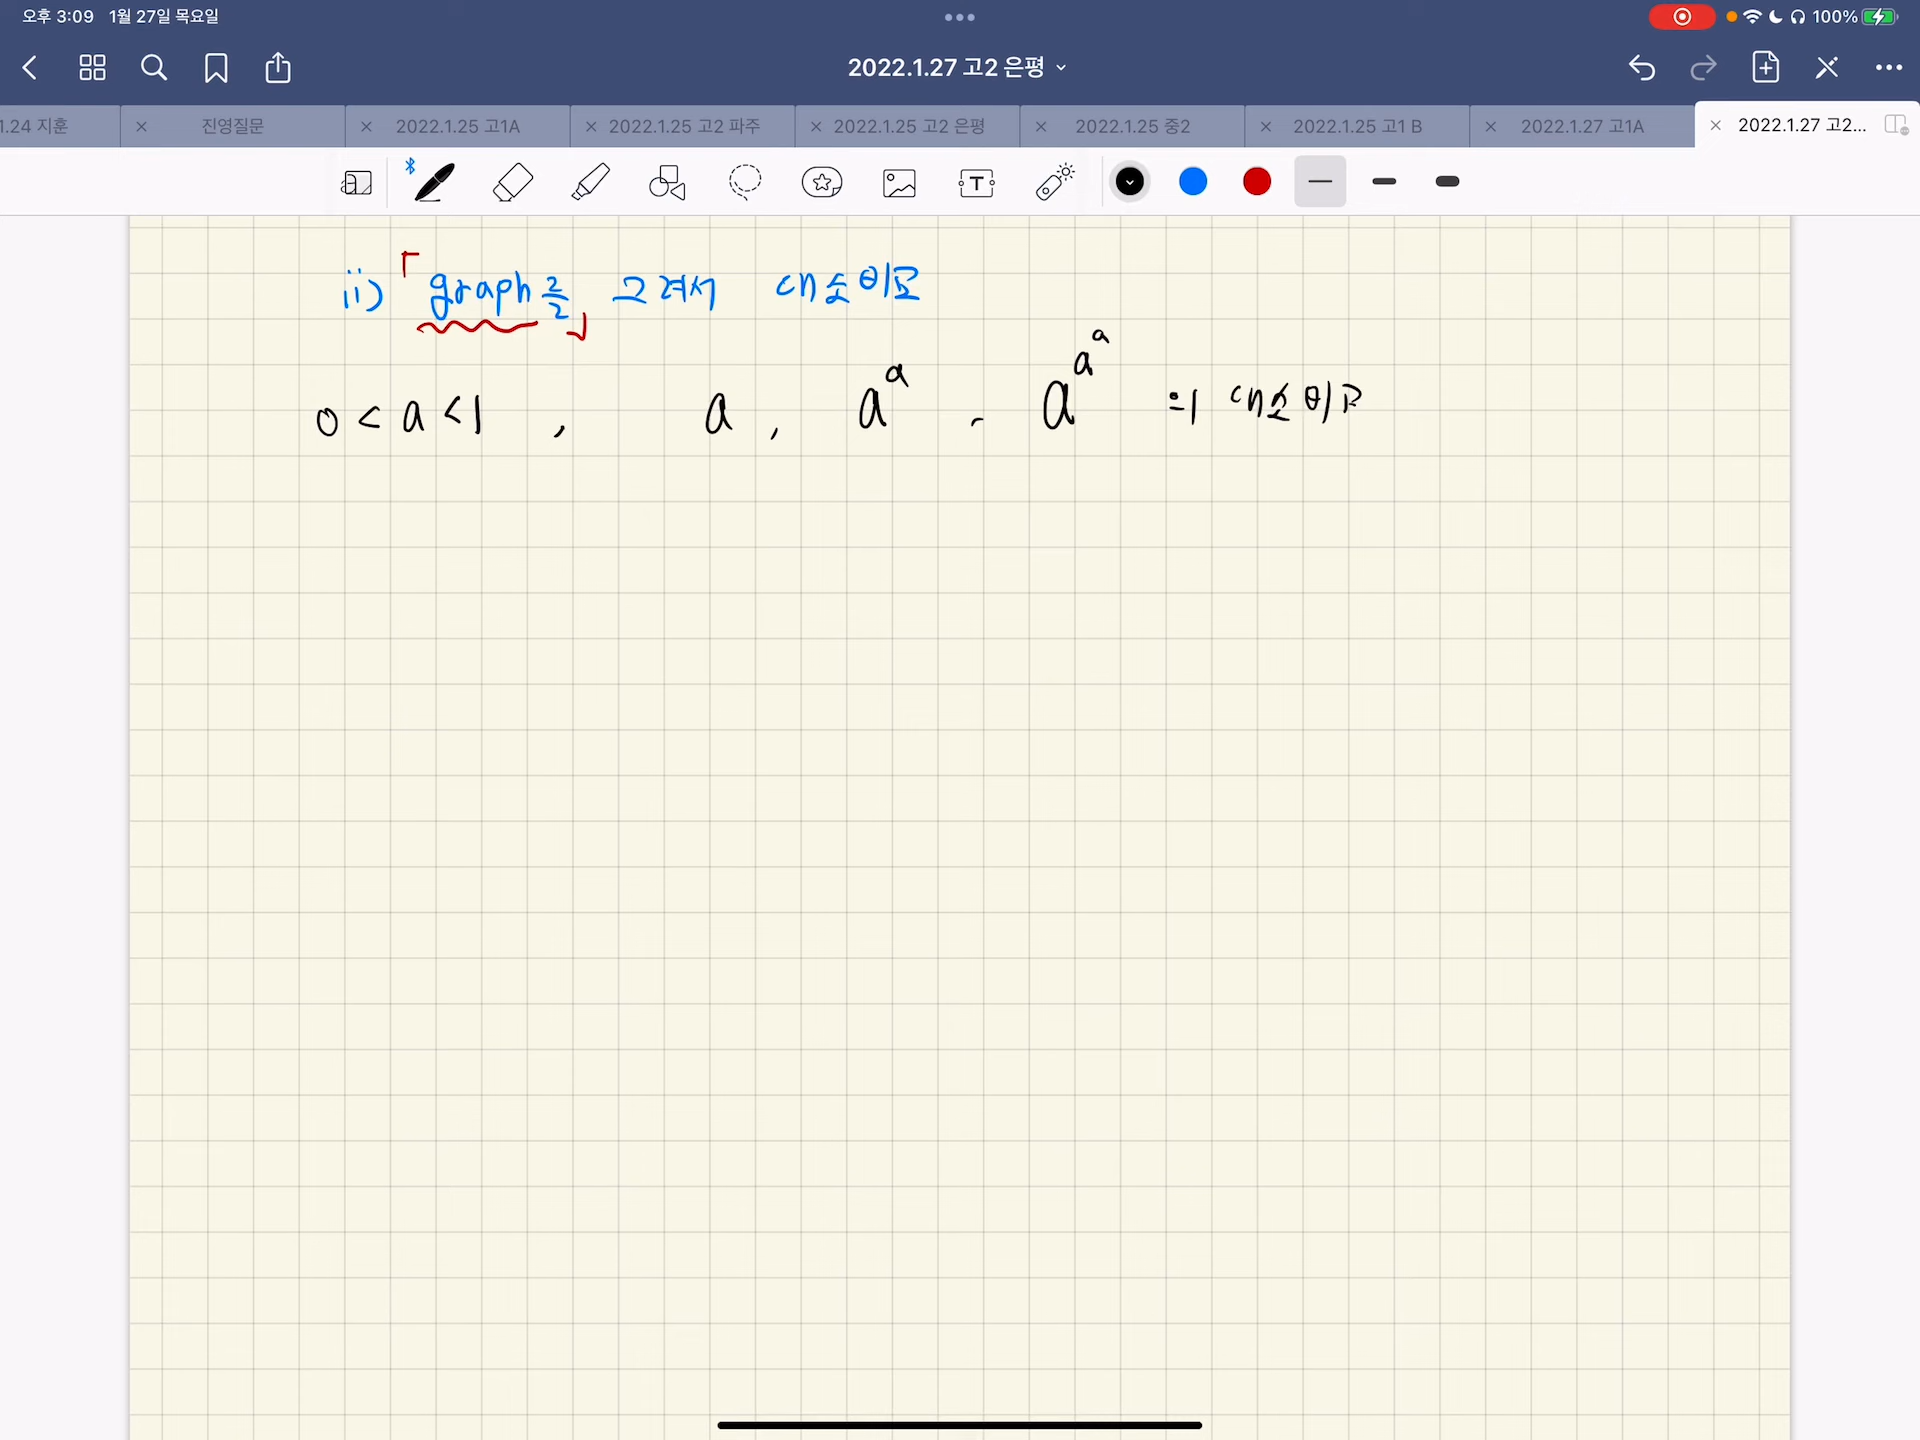 오후 3:09 1월 27일 목요일
100%
2022.1.27 고2 은평
1.24 지훈
진영질문
2022.1.25 고1A
2022.1.25 고2 파주
2022.1.25 고2 은평
2022.1.25 중2
2022.1.25 고1 B
2022.1.27 고1A
2022.1.27 고2...
ii) 「graph를」 그려서 대소비교
0 < a < 1 , a , a^a , a^a^a 의 대소비교